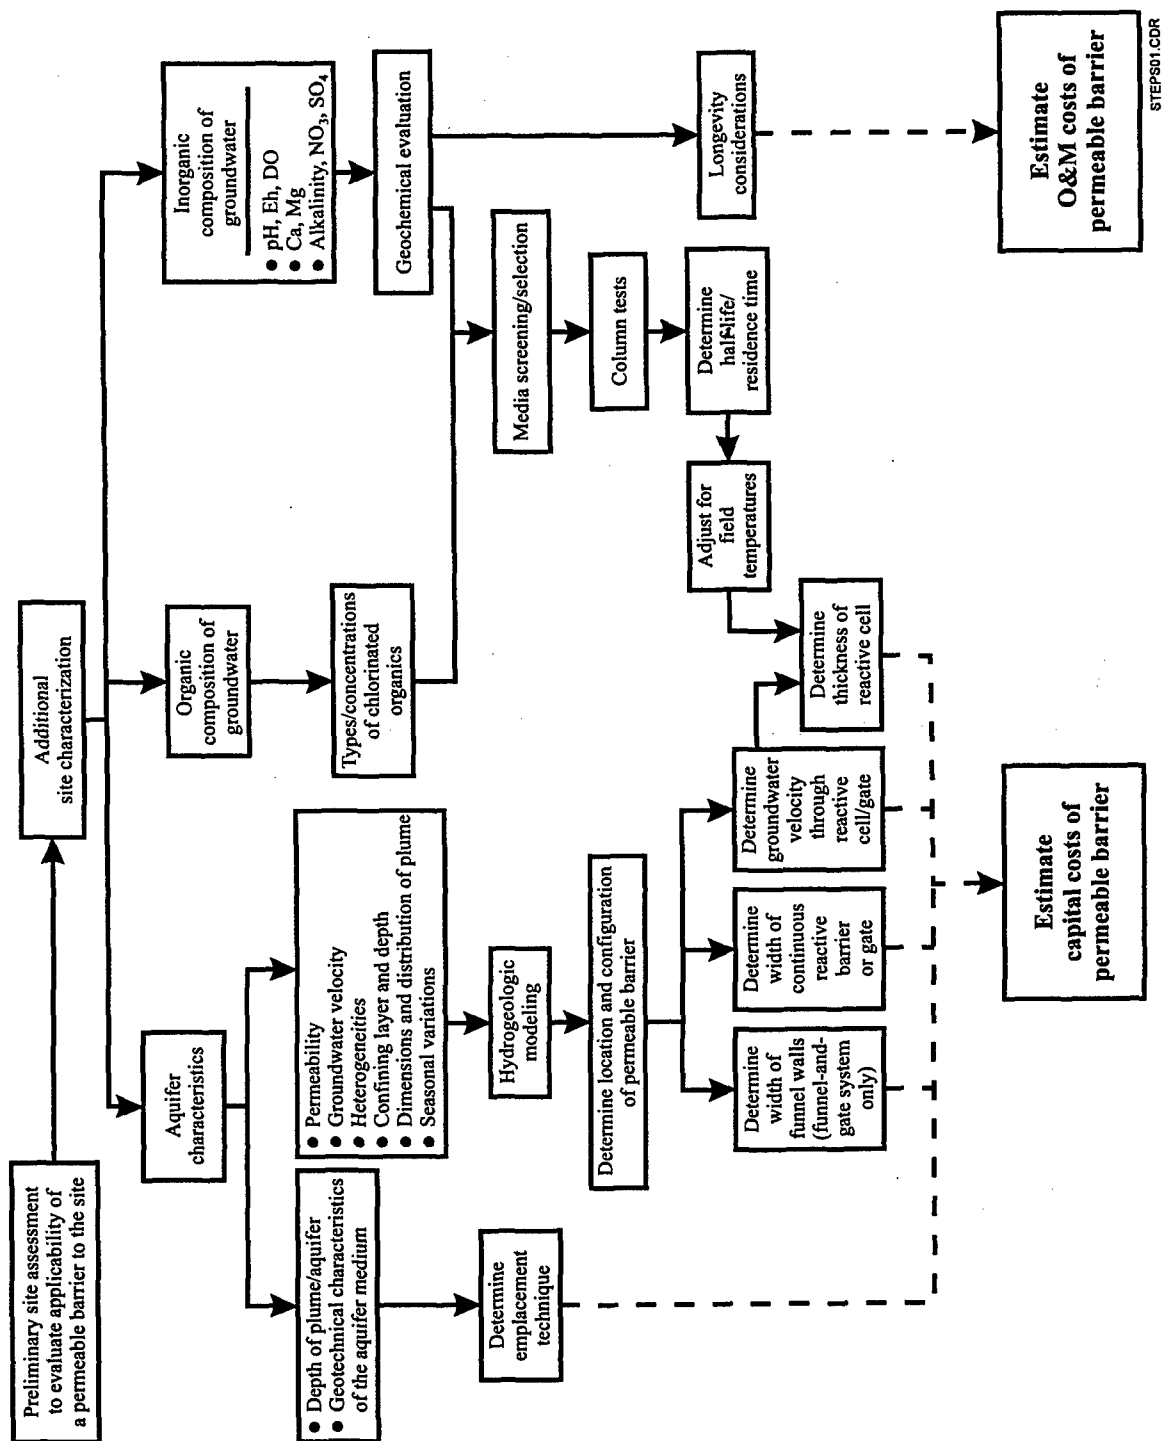 Preliminary site assessment
to evaluate applicability of
a permeable barrier to the site
Additional
site characterization
Aquifer
characteristics
Organic
composition of
groundwater
Inorganic
composition of
groundwater
● pH, Eh, DO
● Ca, Mg
● Alkalinity, NO3, SO4
● Depth of plume/aquifer
● Geotechnical characteristics
of the aquifer medium
● Permeability
● Groundwater velocity
● Heterogeneities
● Confining layer and depth
● Dimensions and distribution of plume
● Seasonal variations
Types/concentrations
of chlorinated
organics
Geochemical evaluation
Determine
emplacement
technique
Hydrogeologic
modeling
Media screening/selection
Column tests
Determine location and configuration
of permeable barrier
Determine
half-life/
residence time
Longevity
considerations
Adjust for
field
temperatures
Determine
width of
funnel walls
(funnel-and-
gate system
only)
Determine
width of
continuous
reactive
barrier
or gate
Determine
groundwater
velocity
through
reactive
cell/gate
Determine
thickness of
reactive cell
Estimate
capital costs of
permeable barrier
Estimate
O&M costs of
permeable barrier
STEPS01.CDR